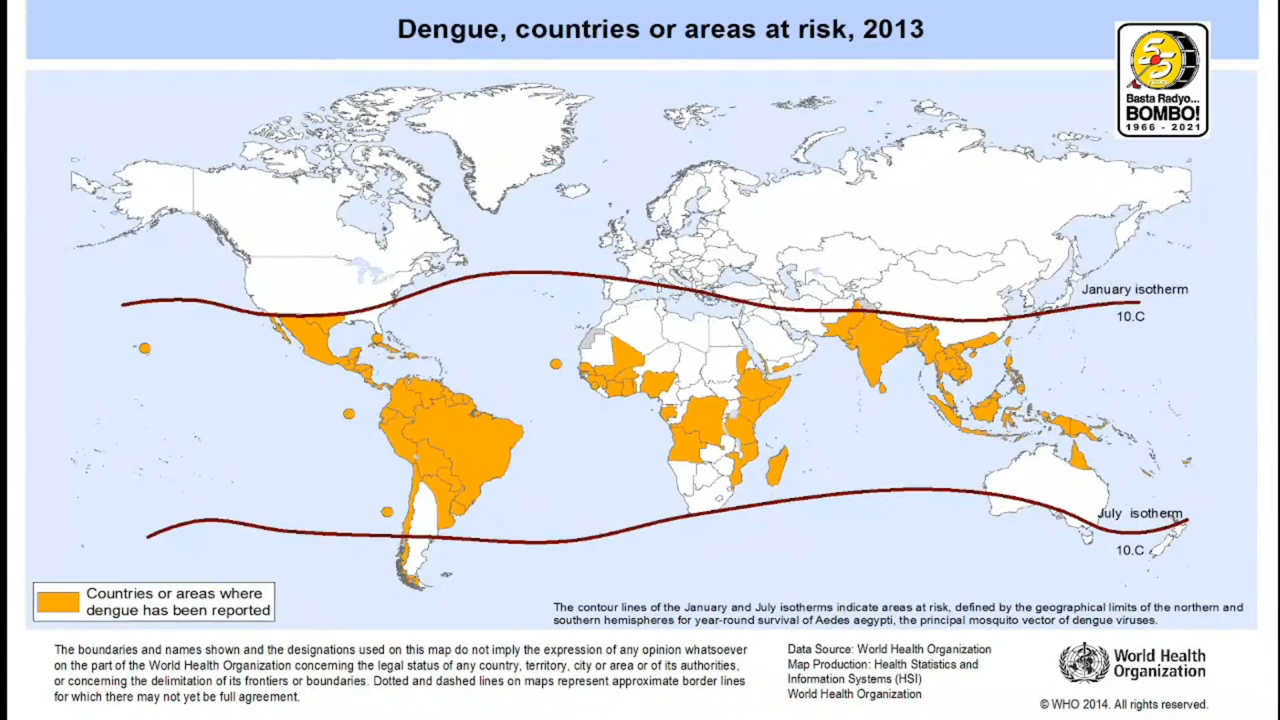 Dengue, countries or areas at risk, 2013
55
Basta Radyo...
BOMBO!
1966 - 2021
January isotherm
10.C
July isotherm
10.C
Countries or areas where
dengue has been reported
The contour lines of the January and July isotherms indicate areas at risk, defined by the geographical limits of the northern and
southern hemispheres for year-round survival of Aedes aegypti, the principal mosquito vector of dengue viruses.
The boundaries and names shown and the designations used on this map do not imply the expression of any opinion whatsoever
on the part of the World Health Organization concerning the legal status of any country, territory, city or area or of its authorities,
or concerning the delimitation of its frontiers or boundaries. Dotted and dashed lines on maps represent approximate border lines
for which there may not yet be full agreement.
Data Source: World Health Organization
Map Production: Health Statistics and
Information Systems (HSI)
World Health Organization
World Health
Organization
© WHO 2014. All rights reserved.